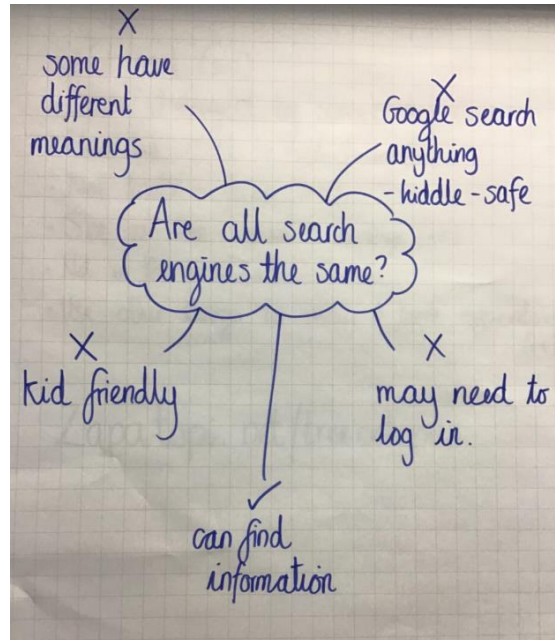 X
some have
different
meanings
X
Google search
anything
- kiddle - safe
Are all search
engines the same?
X
kid friendly
X
may need to
log in.
✓
can find
information